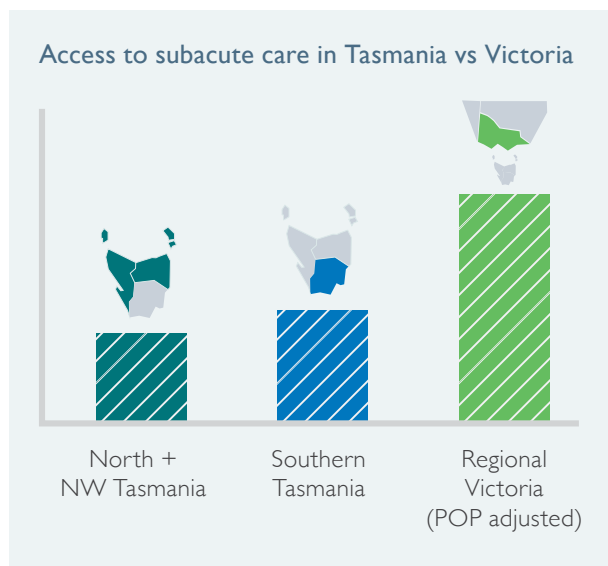 Access to subacute care in Tasmania vs Victoria
North +
NW Tasmania
Southern
Tasmania
Regional
Victoria
(POP adjusted)